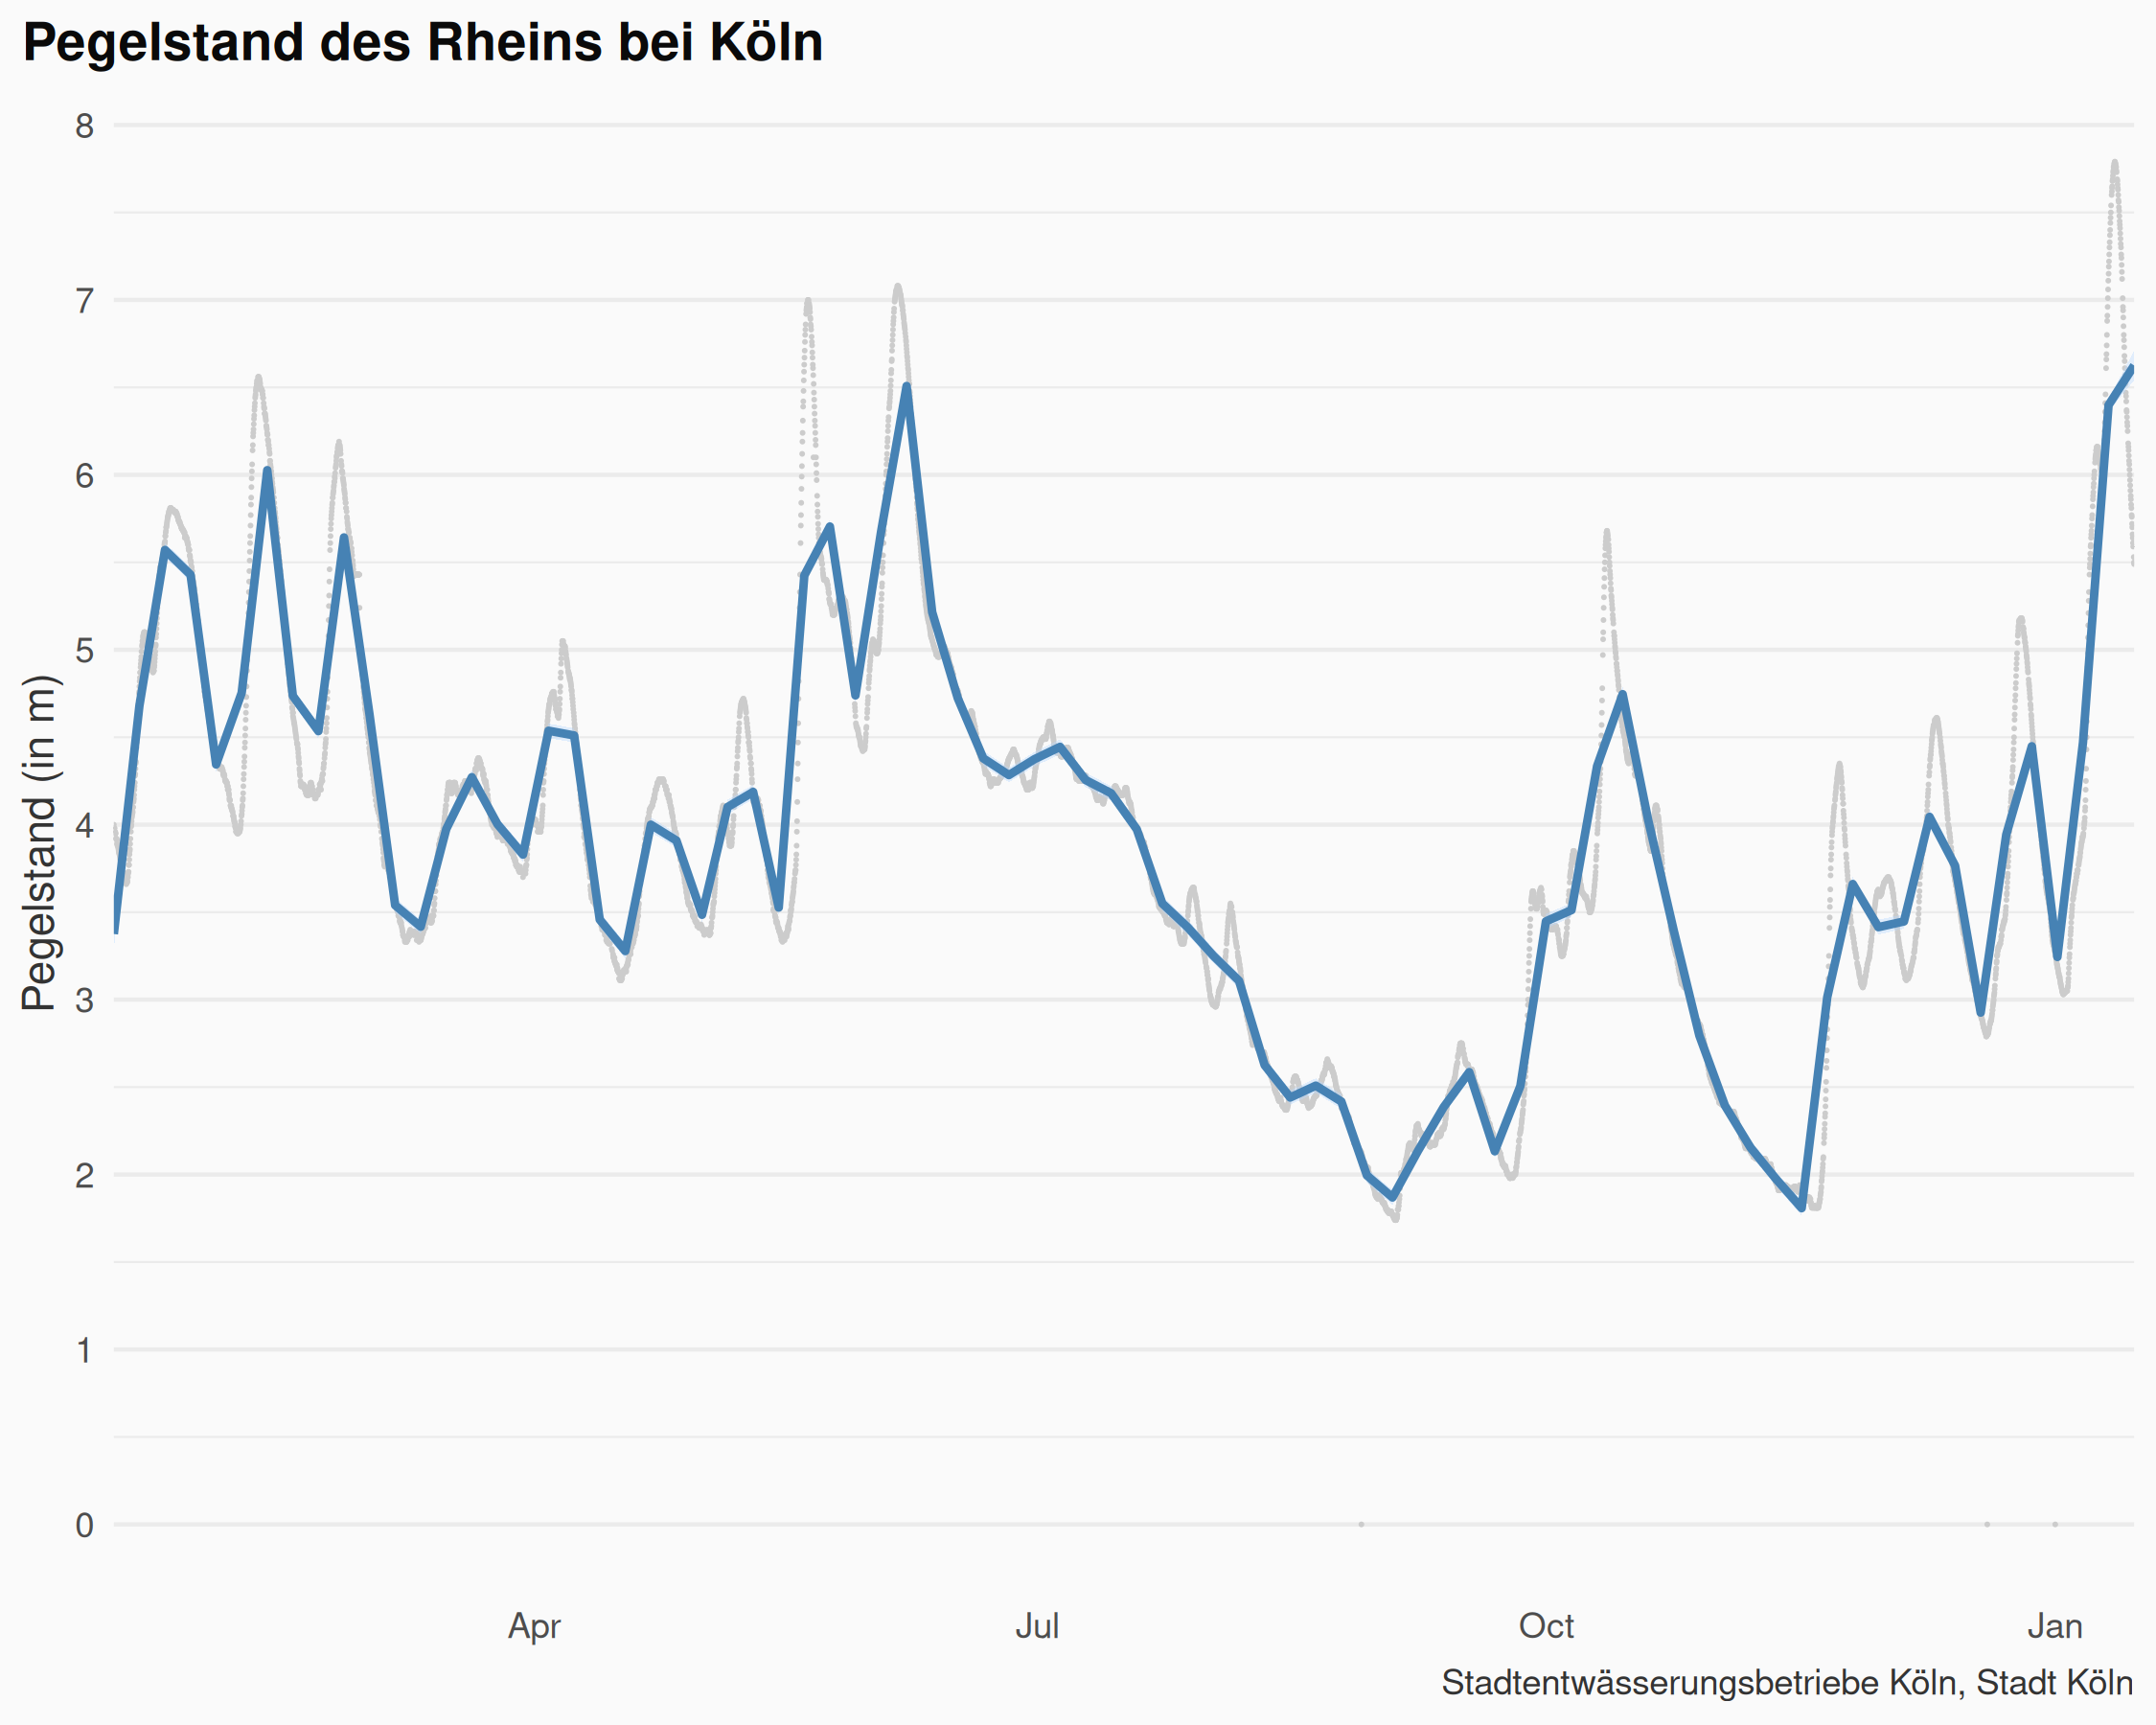 Pegelstand des Rheins bei Köln
Pegelstand (in m)
8
7
6
5
4
3
2
1
0
Apr Jul Oct Jan
Stadtentwässerungsbetriebe Köln, Stadt Köln